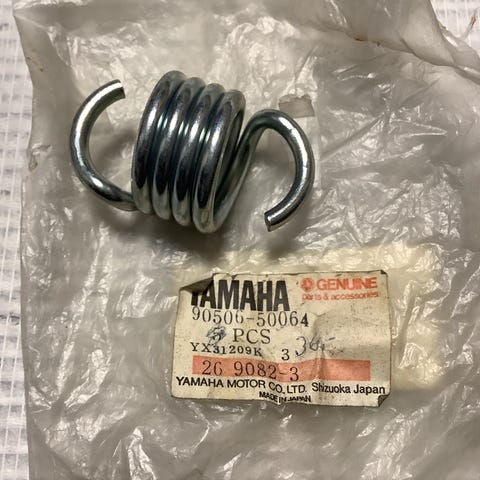 YAMAHA
GENUINE
parts & accessories
90506-50064
PCS
YX31209K 3
26 9082-3
YAMAHA MOTOR CO., LTD. Shizuoka Japan
MADE IN JAPAN